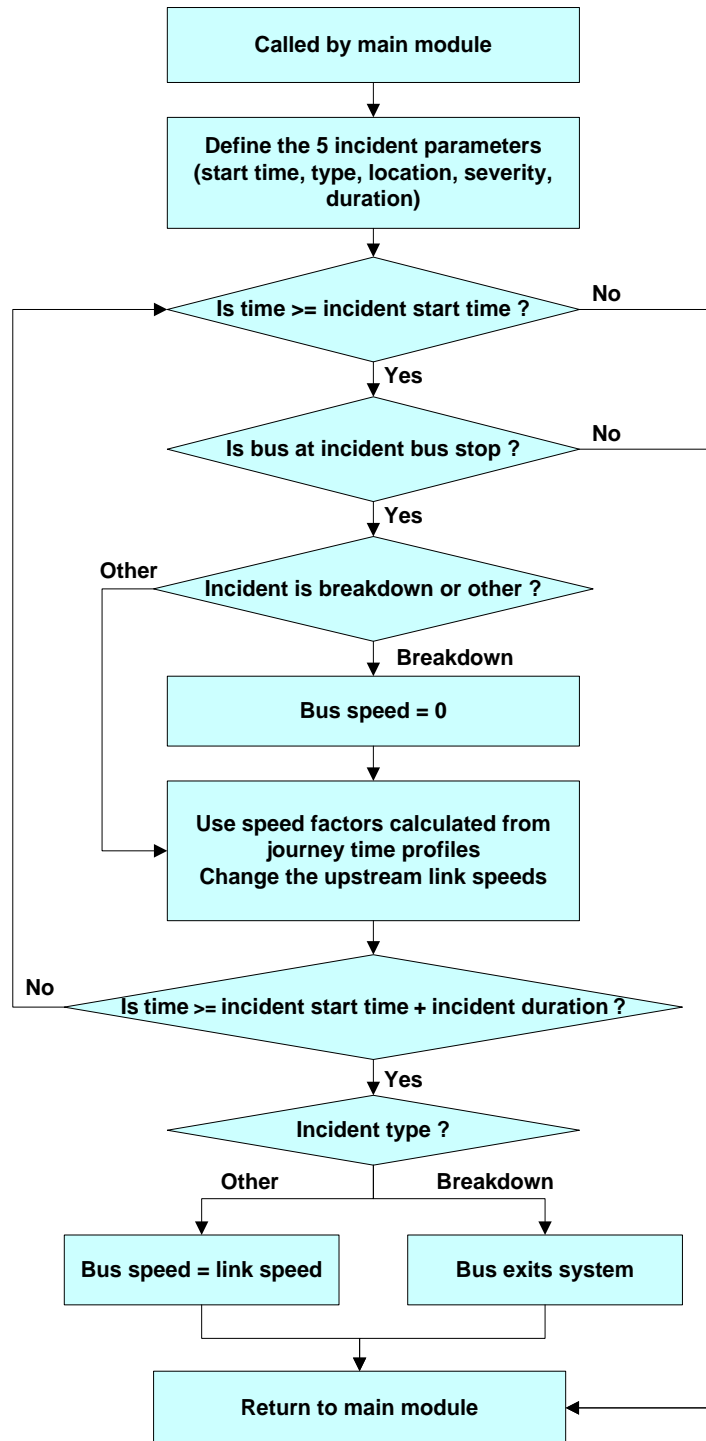 Called by main module
Define the 5 incident parameters
(start time, type, location, severity,
duration)
Is time >= incident start time ?
No
Yes
Is bus at incident bus stop ?
No
Yes
Other
Incident is breakdown or other ?
Breakdown
Bus speed = 0
Use speed factors calculated from
journey time profiles
Change the upstream link speeds
No
Is time >= incident start time + incident duration ?
Yes
Incident type ?
Other
Breakdown
Bus speed = link speed
Bus exits system
Return to main module